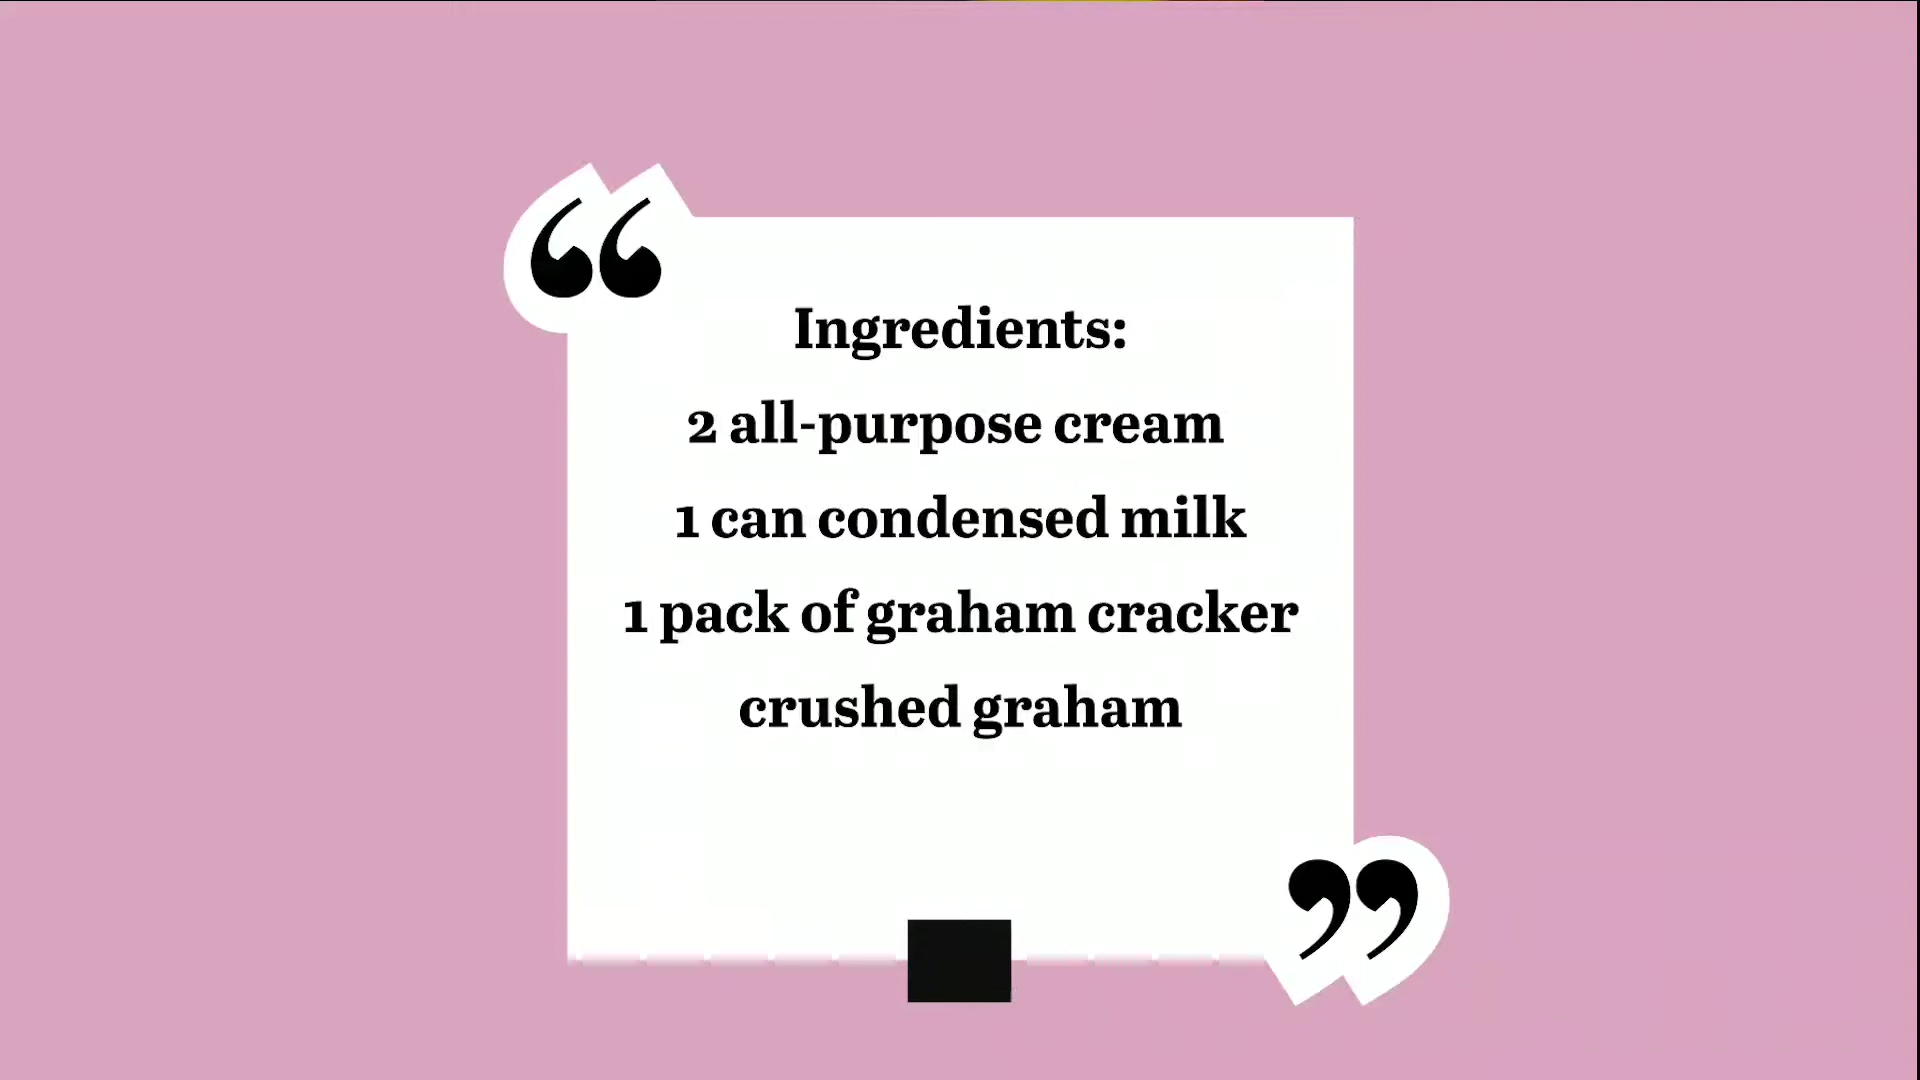 Ingredients:
2 all-purpose cream
1 can condensed milk
1 pack of graham cracker
crushed graham